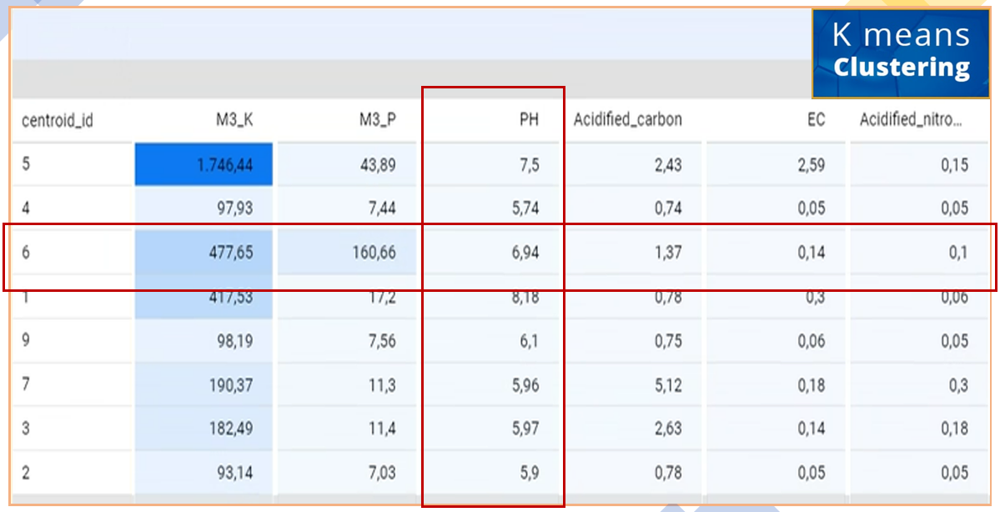 K means
Clustering
centroid_id M3_K M3_P PH Acidified_carbon EC Acidified_nitro...
5 1.746,44 43,89 7,5 2,43 2,59 0,15
4 97,93 7,44 5,74 0,74 0,05 0,05
6 477,65 160,66 6,94 1,37 0,14 0,1
1 417,53 17,2 8,18 0,78 0,3 0,06
9 98,19 7,56 6,1 0,75 0,06 0,05
7 190,37 11,3 5,96 5,12 0,18 0,3
3 182,49 11,4 5,97 2,63 0,14 0,18
2 93,14 7,03 5,9 0,78 0,05 0,05